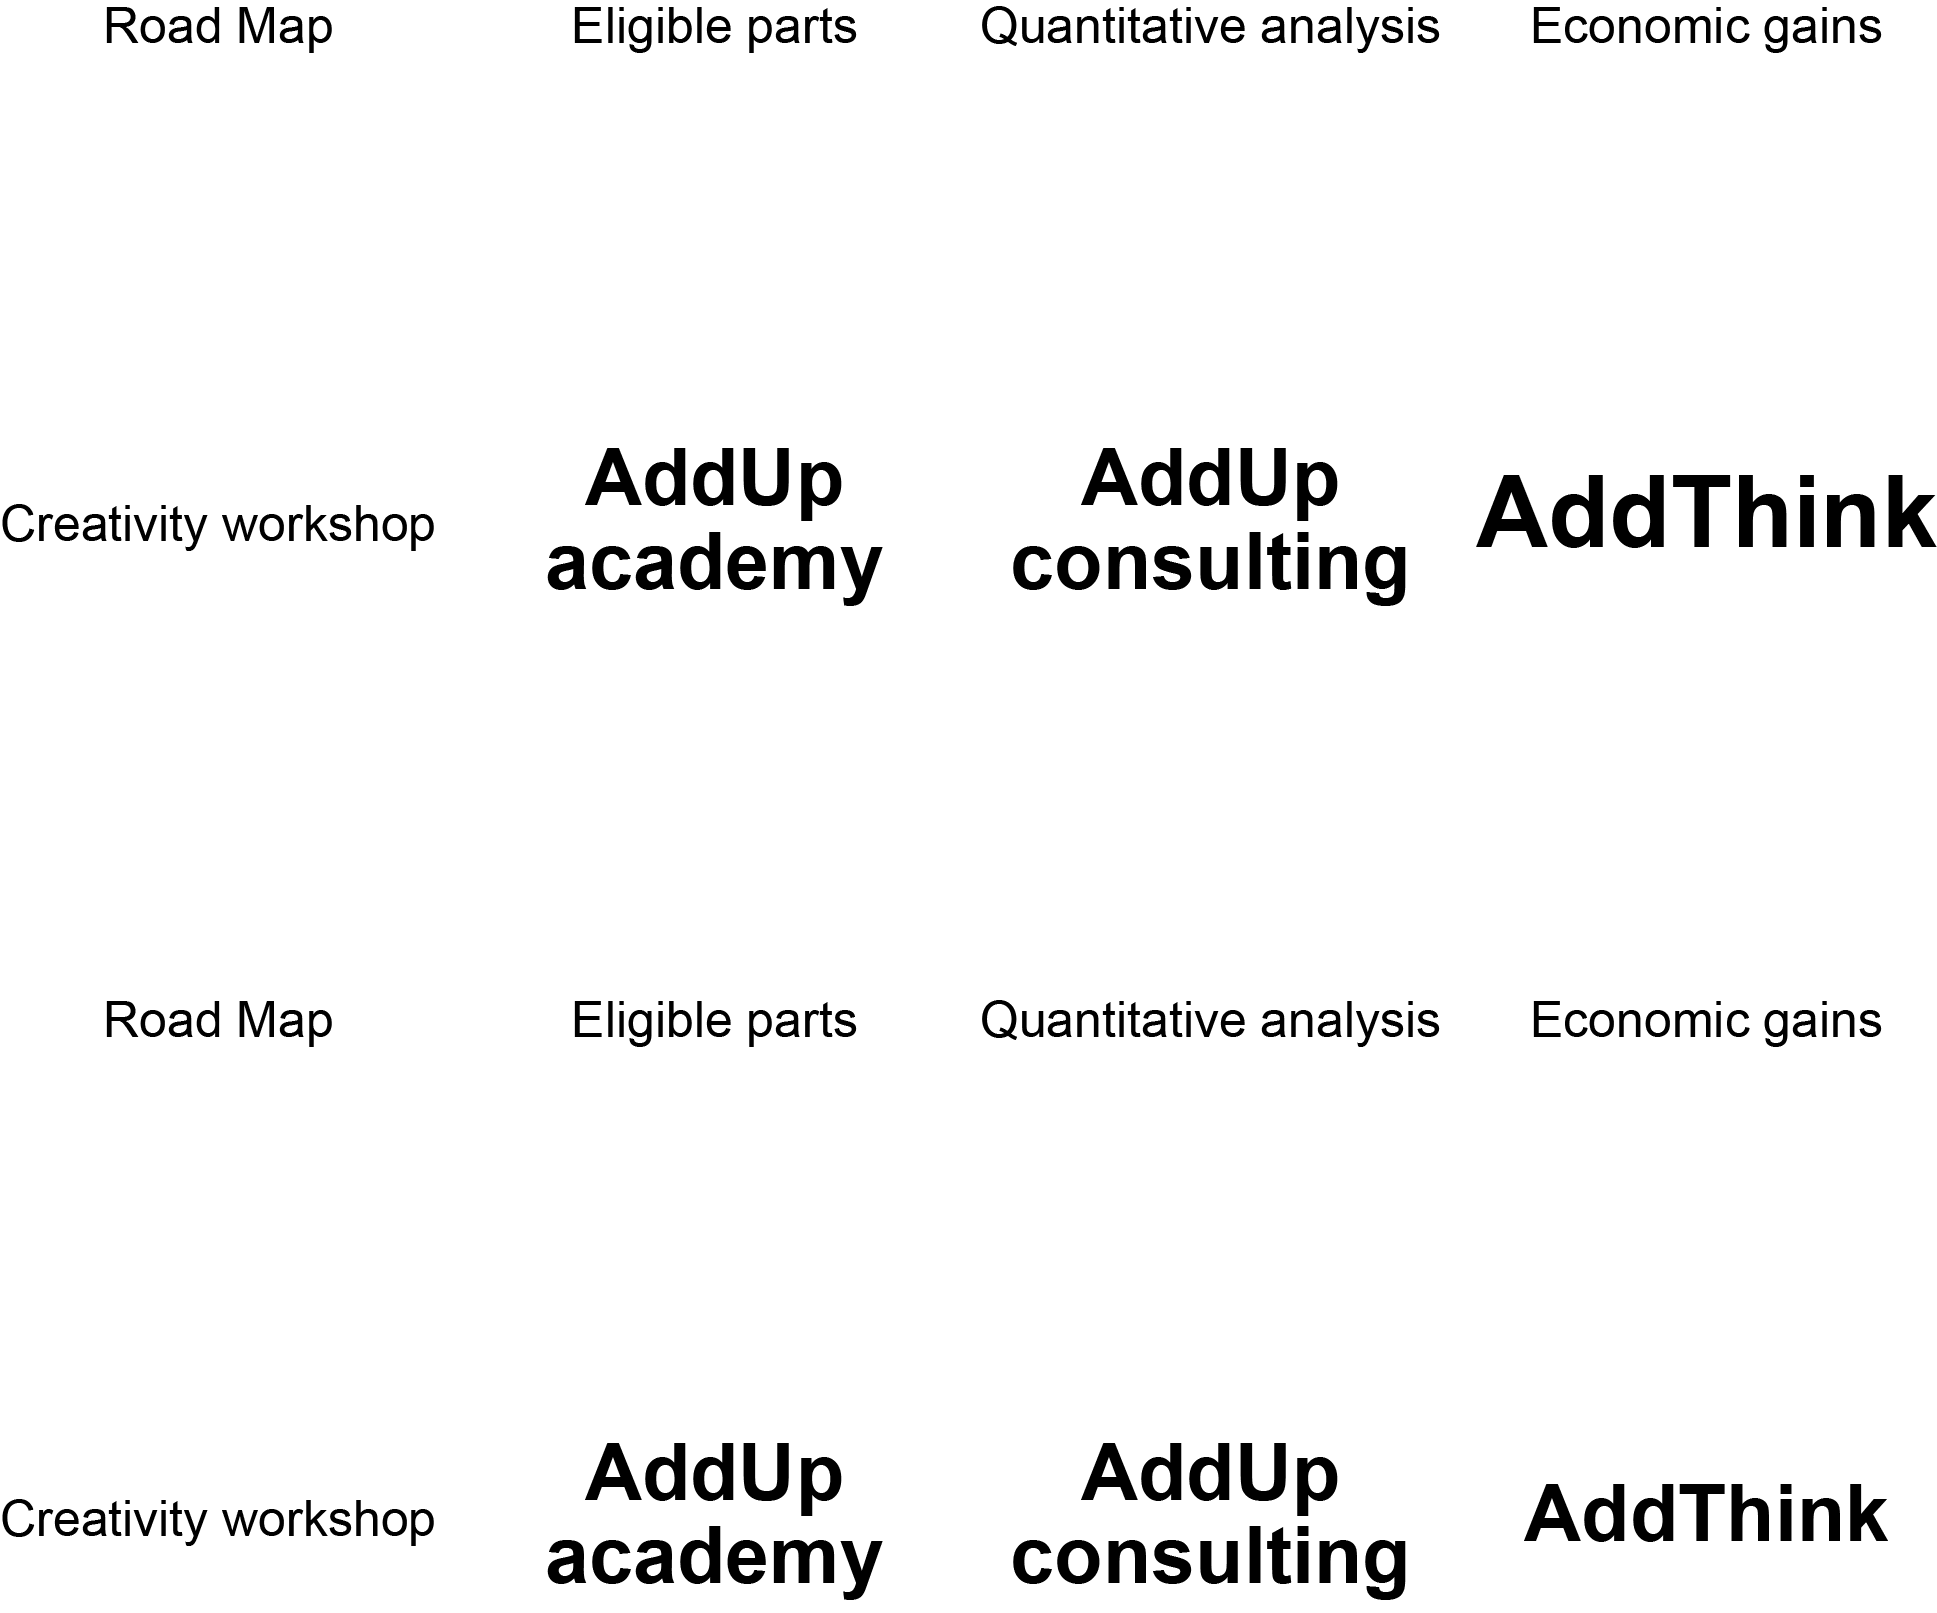 Road Map Eligible parts Quantitative analysis Economic gains
Creativity workshop
AddUp
academy
AddUp
consulting
AddThink
Road Map Eligible parts Quantitative analysis Economic gains
Creativity workshop
AddUp
academy
AddUp
consulting
AddThink